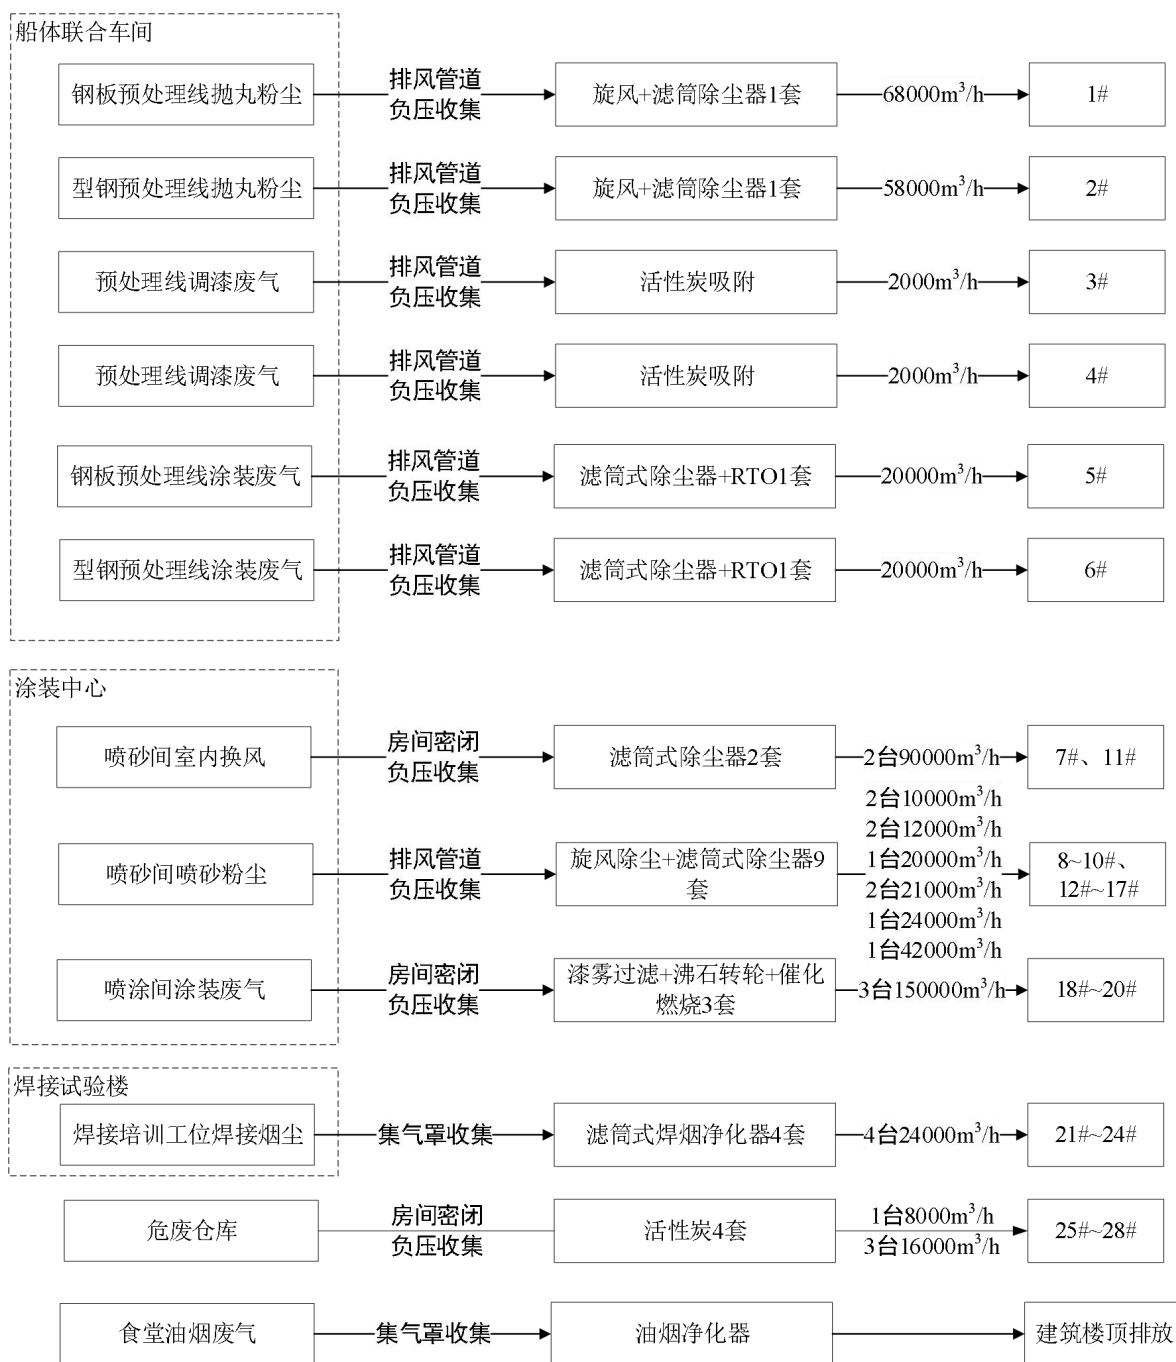 船体联合车间
钢板预处理线抛丸粉尘
排风管道
负压收集
旋风+滤筒除尘器1套
68000m³/h
1#
型钢预处理线抛丸粉尘
排风管道
负压收集
旋风+滤筒除尘器1套
58000m³/h
2#
预处理线调漆废气
排风管道
负压收集
活性炭吸附
2000m³/h
3#
预处理线调漆废气
排风管道
负压收集
活性炭吸附
2000m³/h
4#
钢板预处理线涂装废气
排风管道
负压收集
滤筒式除尘器+RTO1套
20000m³/h
5#
型钢预处理线涂装废气
排风管道
负压收集
滤筒式除尘器+RTO1套
20000m³/h
6#
涂装中心
喷砂间室内换风
房间密闭
负压收集
滤筒式除尘器2套
2台90000m³/h
7#、11#
喷砂间喷砂粉尘
排风管道
负压收集
旋风除尘+滤筒式除尘器9
套
2台10000m³/h
2台12000m³/h
1台20000m³/h
2台21000m³/h
1台24000m³/h
1台42000m³/h
8~10#、
12#~17#
喷涂间涂装废气
房间密闭
负压收集
漆雾过滤+沸石转轮+催化
燃烧3套
3台150000m³/h
18#~20#
焊接试验楼
焊接培训工位焊接烟尘
集气罩收集
滤筒式焊烟净化器4套
4台24000m³/h
21#~24#
危废仓库
房间密闭
负压收集
活性炭4套
1台8000m³/h
3台16000m³/h
25#~28#
食堂油烟废气
集气罩收集
油烟净化器
建筑楼顶排放